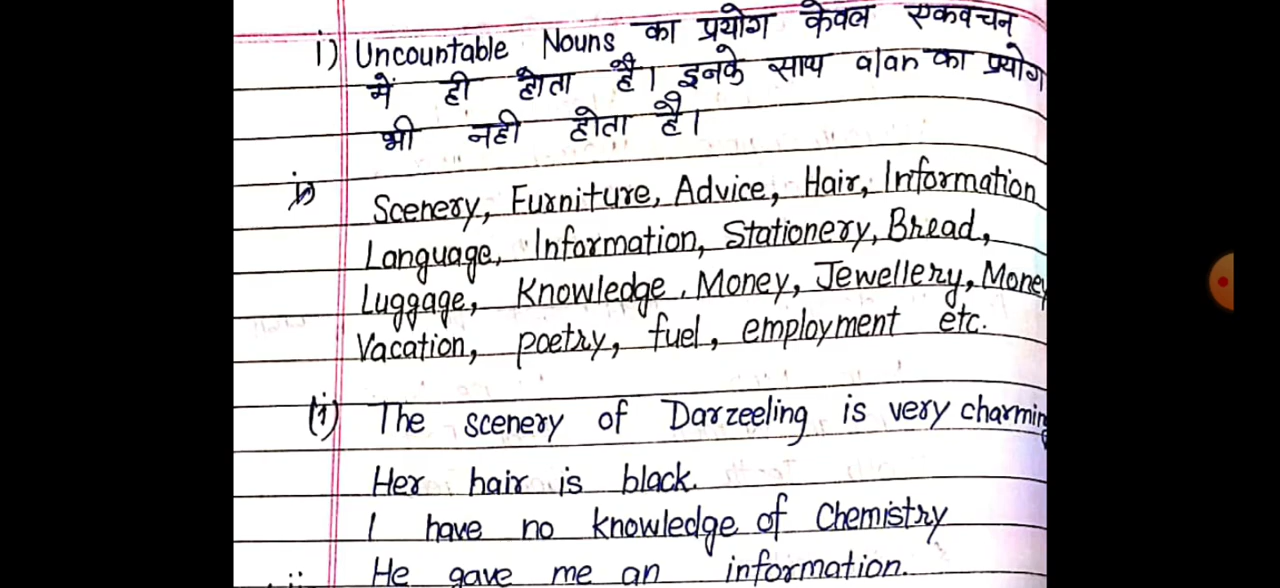 i) Uncountable Nouns का प्रयोग केवल एकवचन
में ही होता है। इनके साथ a/an का प्रयोग
भी नही होता है।
Scenery, Furniture, Advice, Hair, Information
Language, Information, Stationery, Bread,
Luggage, Knowledge, Money, Jewellery, Money
Vacation, poetry, fuel, employment etc.
(i) The scenery of Darzeeling is very charming
Her hair is black.
I have no knowledge of Chemistry
He gave me an information.